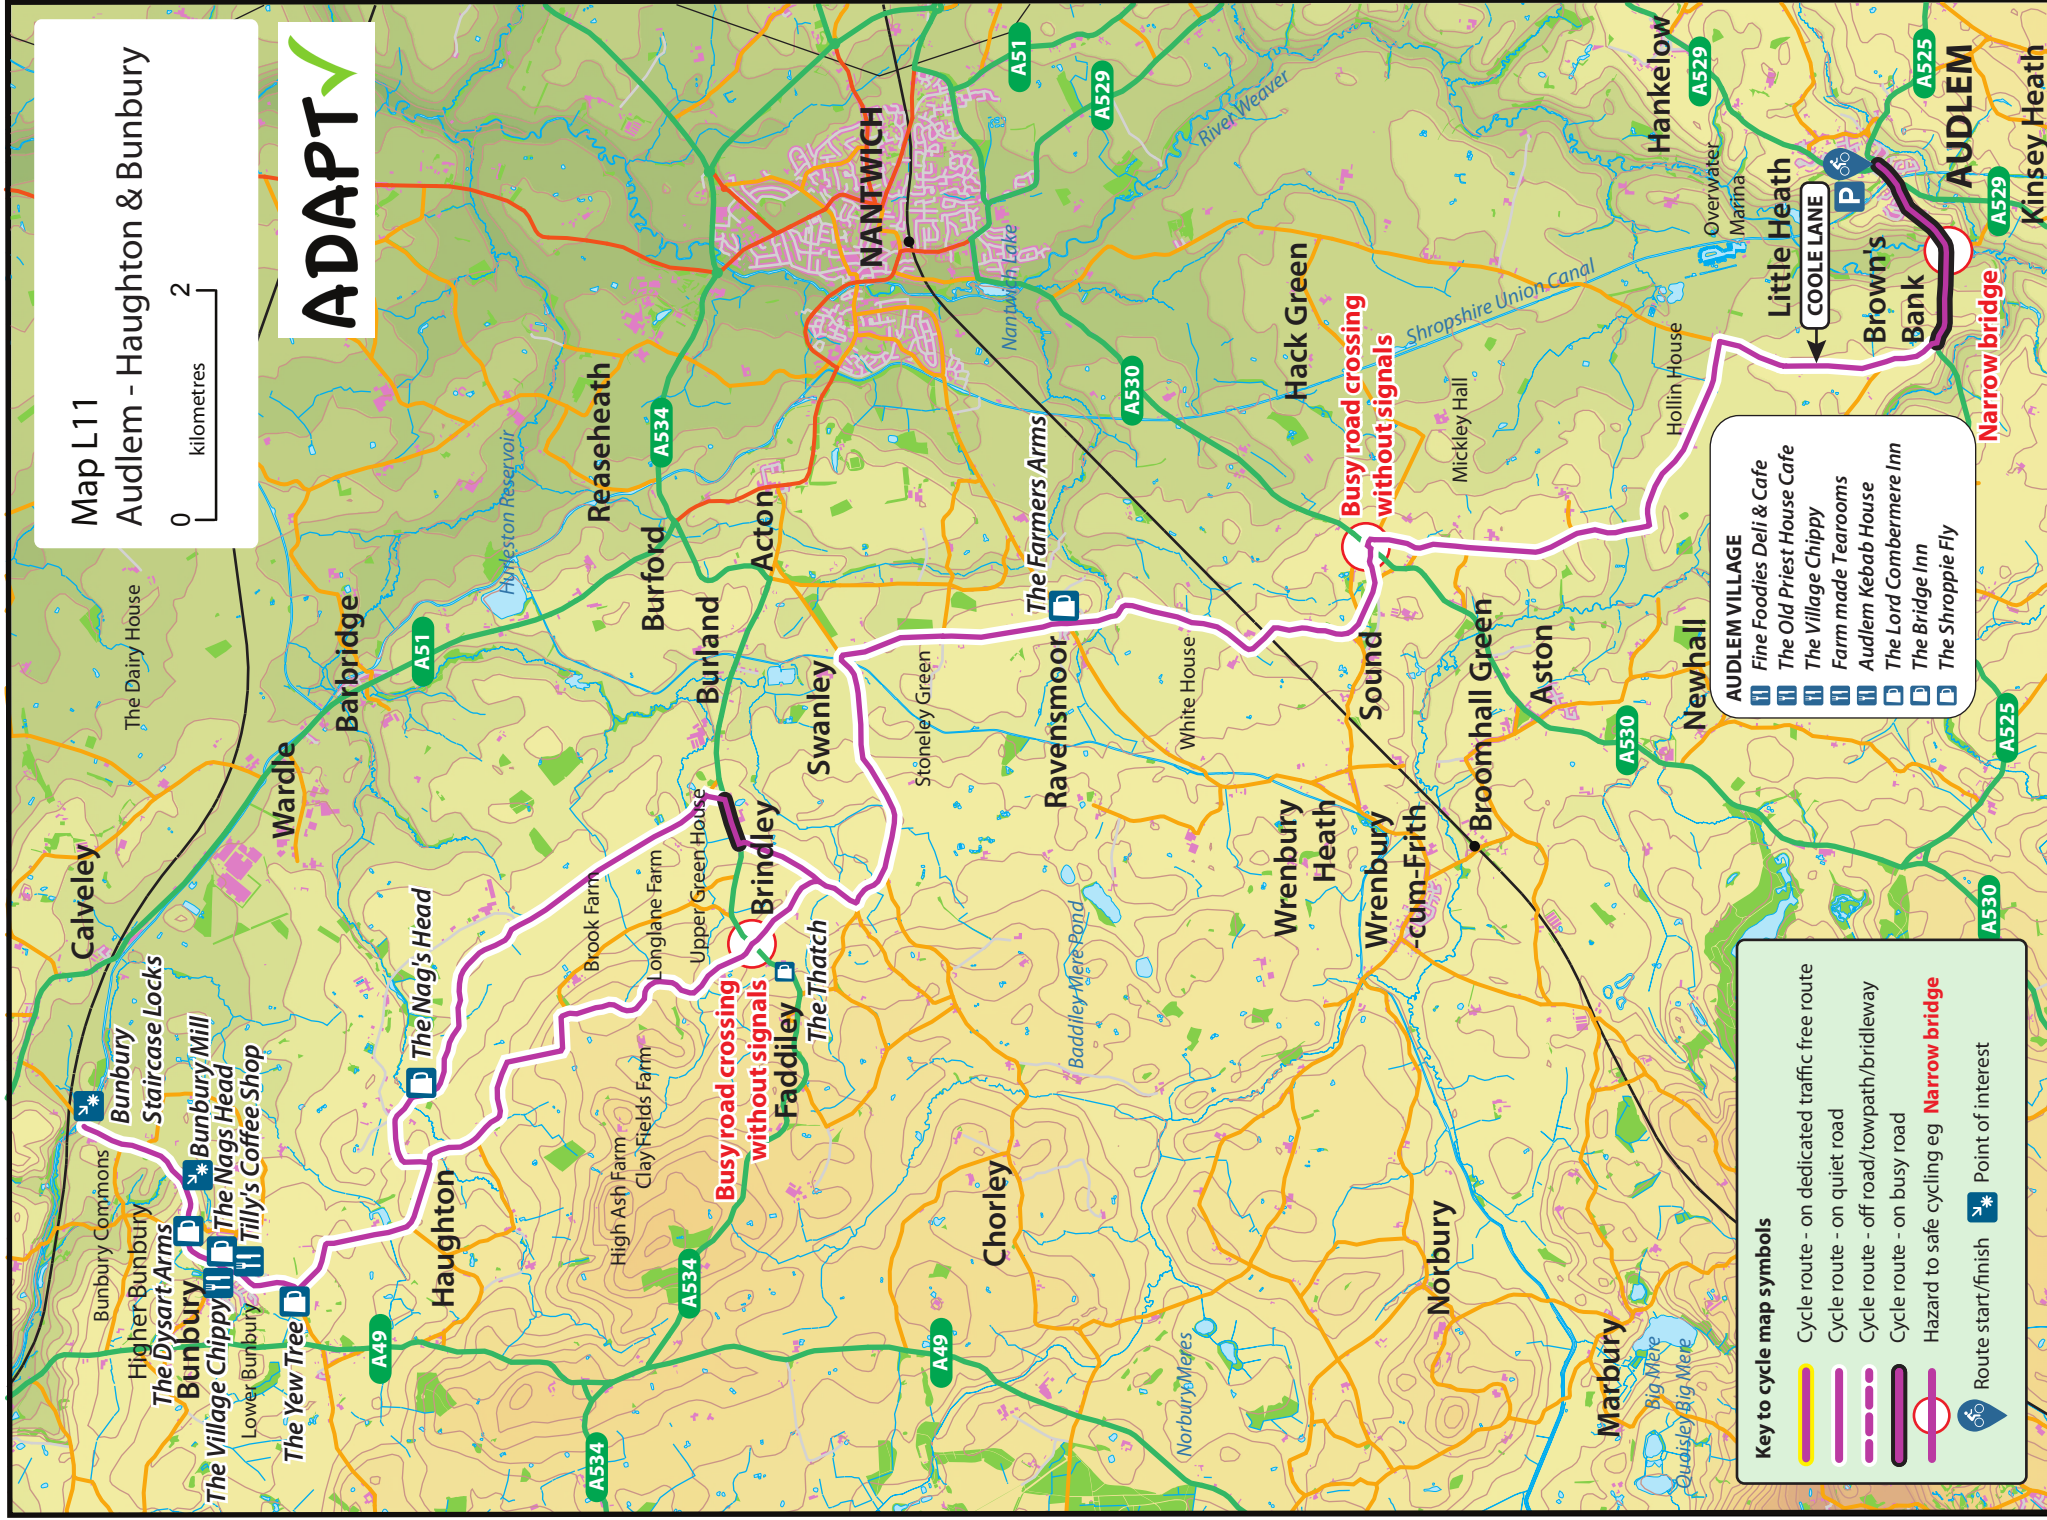 Map L11
Audlem - Haughton & Bunbury
0
2
kilometres
ADAPT
The Dairy House
Calveley
Wardle
Barbridge
A51
Hurleston Reservoir
Reaseheath
A534
Burford
Acton
Burland
NANTWICH
Nantwich Lake
A51
A529
River Weaver
A530
Hack Green
Shropshire Union Canal
Busy road crossing
without signals
Mickley Hall
Hollin House
Hankelow
A529
Overwater
Marina
Little Heath
COOLE LANE
Brown's
Bank
P
A525
AUDLEM
A529
Kinsey Heath
Narrow bridge
The Farmers Arms
Ravensmoor
Swanley
Stoneley Green
White House
Sound
Broomhall Green
Aston
A530
Newhall
A525
A530
Wrenbury
Heath
Wrenbury
-cum-Frith
Baddiley Mere Pond
Bunbury
Staircase Locks
Bunbury Mill
The Nags Head
Tilly's Coffee Shop
Bunbury Commons
Higher Bunbury
The Dysart Arms
Bunbury
The Village Chippy
Lower Bunbury
The Yew Tree
A49
Haughton
The Nag's Head
Brook Farm
Longlane Farm
Upper Green House
Brindley
The Thatch
Faddiley
Busy road crossing
without signals
High Ash Farm
Clay Fields Farm
A534
A534
A49
Chorley
Norbury
Norbury Meres
Marbury
Big Mere
Quoisley Big Mere
AUDLEM VILLAGE
Fine Foodies Deli & Cafe
The Old Priest House Cafe
The Village Chippy
Farm made Tearooms
Audlem Kebab House
The Lord Combermere Inn
The Bridge Inn
The Shroppie Fly
Key to cycle map symbols
Cycle route - on dedicated traffic free route
Cycle route - on quiet road
Cycle route - off road/towpath/bridleway
Cycle route - on busy road
Hazard to safe cycling eg Narrow bridge
Route start/finish
Point of interest